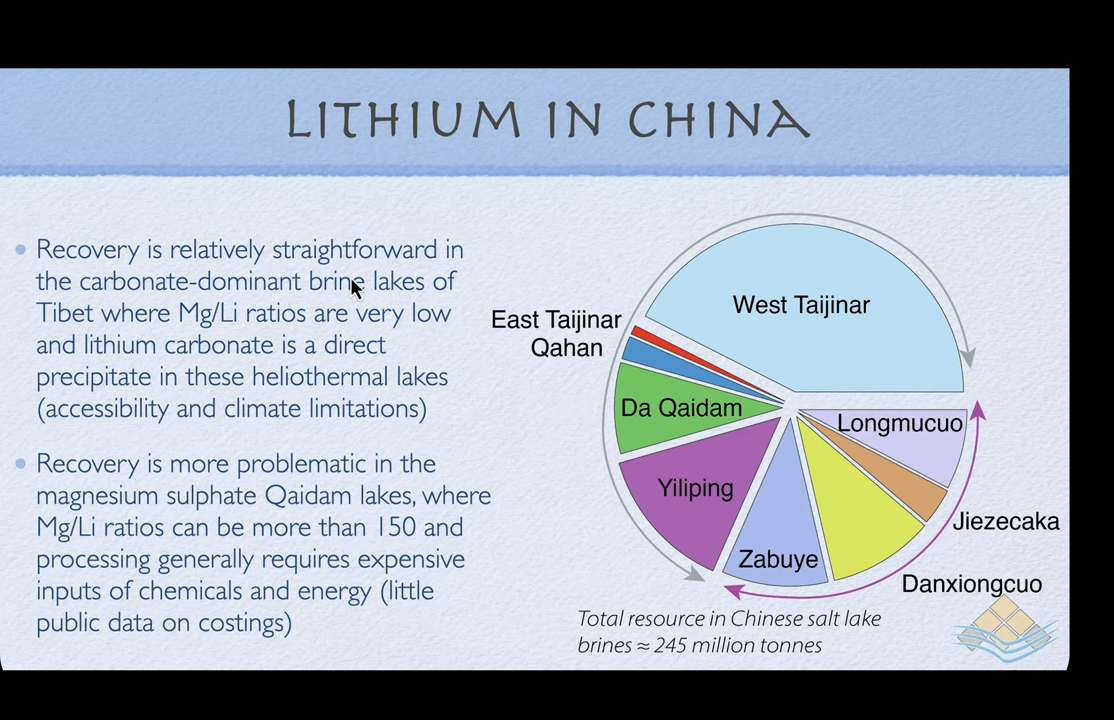 LITHIUM IN CHINA
Recovery is relatively straightforward in
the carbonate-dominant brine lakes of
Tibet where Mg/Li ratios are very low
and lithium carbonate is a direct
precipitate in these heliothermal lakes
(accessibility and climate limitations)
Recovery is more problematic in the
magnesium sulphate Qaidam lakes, where
Mg/Li ratios can be more than 150 and
processing generally requires expensive
inputs of chemicals and energy (little
public data on costings)
West Taijinar
East Taijinar
Qahan
Da Qaidam
Longmucuo
Yiliping
Jiezecaka
Zabuye
Danxiongcuo
Total resource in Chinese salt lake
brines ≈ 245 million tonnes